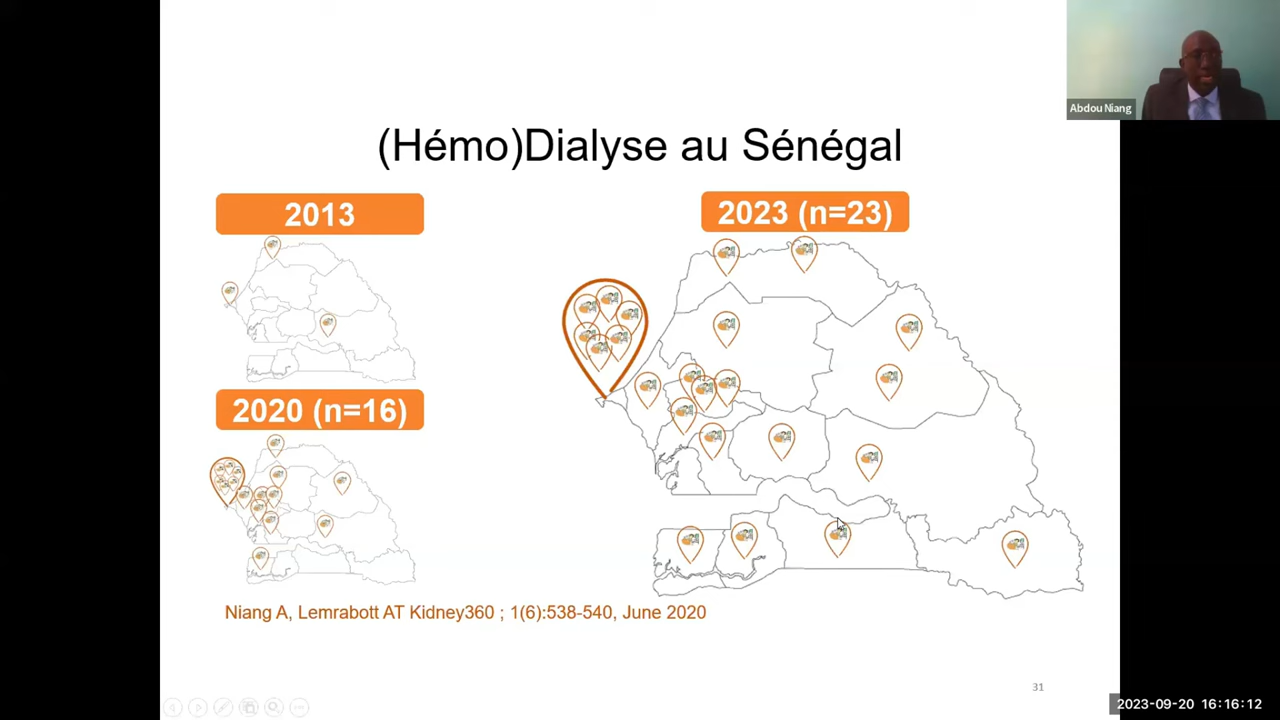 Abdou Niang
(Hémo)Dialyse au Sénégal
2013
2023 (n=23)
2020 (n=16)
Niang A, Lemrabott AT Kidney360 ; 1(6):538-540, June 2020
31
2023-09-20 16:16:12